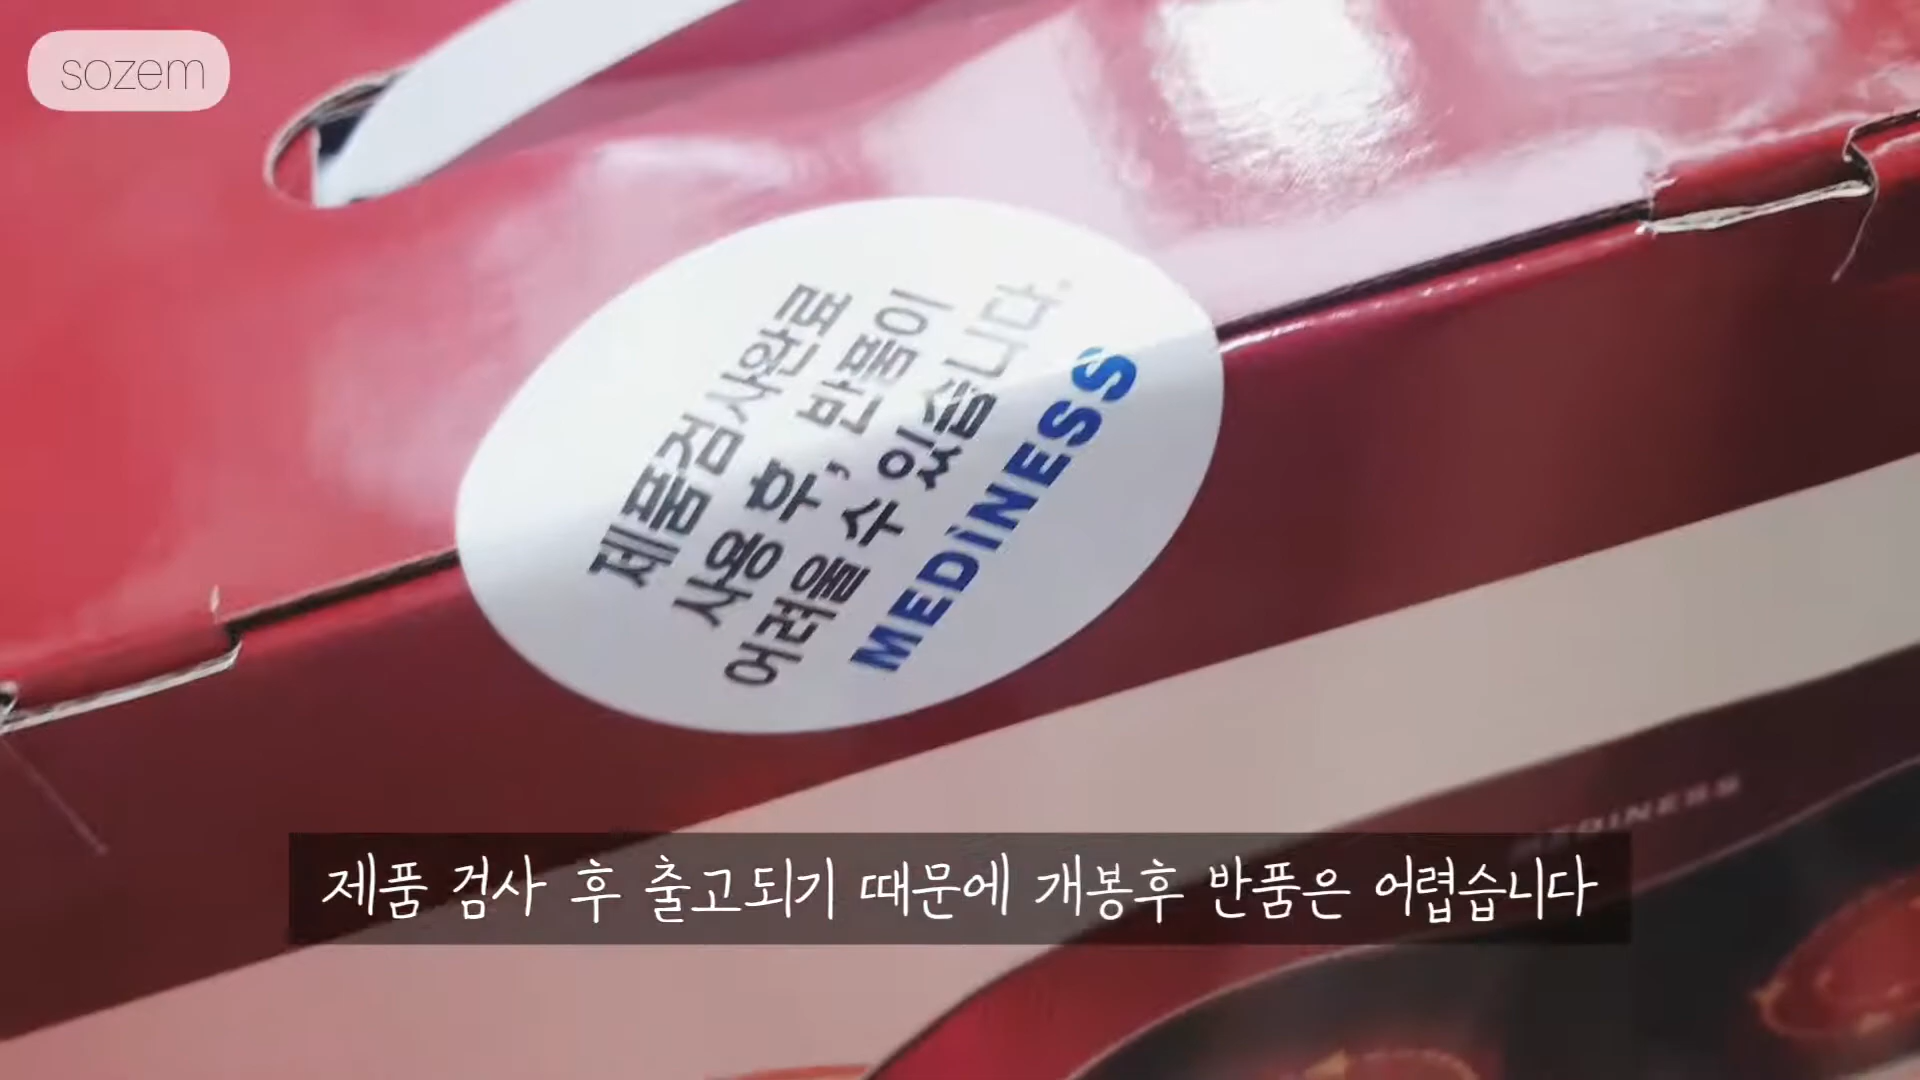 sozem
제품검사완료
사용 후, 반품이
어려울 수 있습니다.
MEDiNESS
MEDiNESS
제품 검사 후 출고되기 때문에 개봉후 반품은 어렵습니다